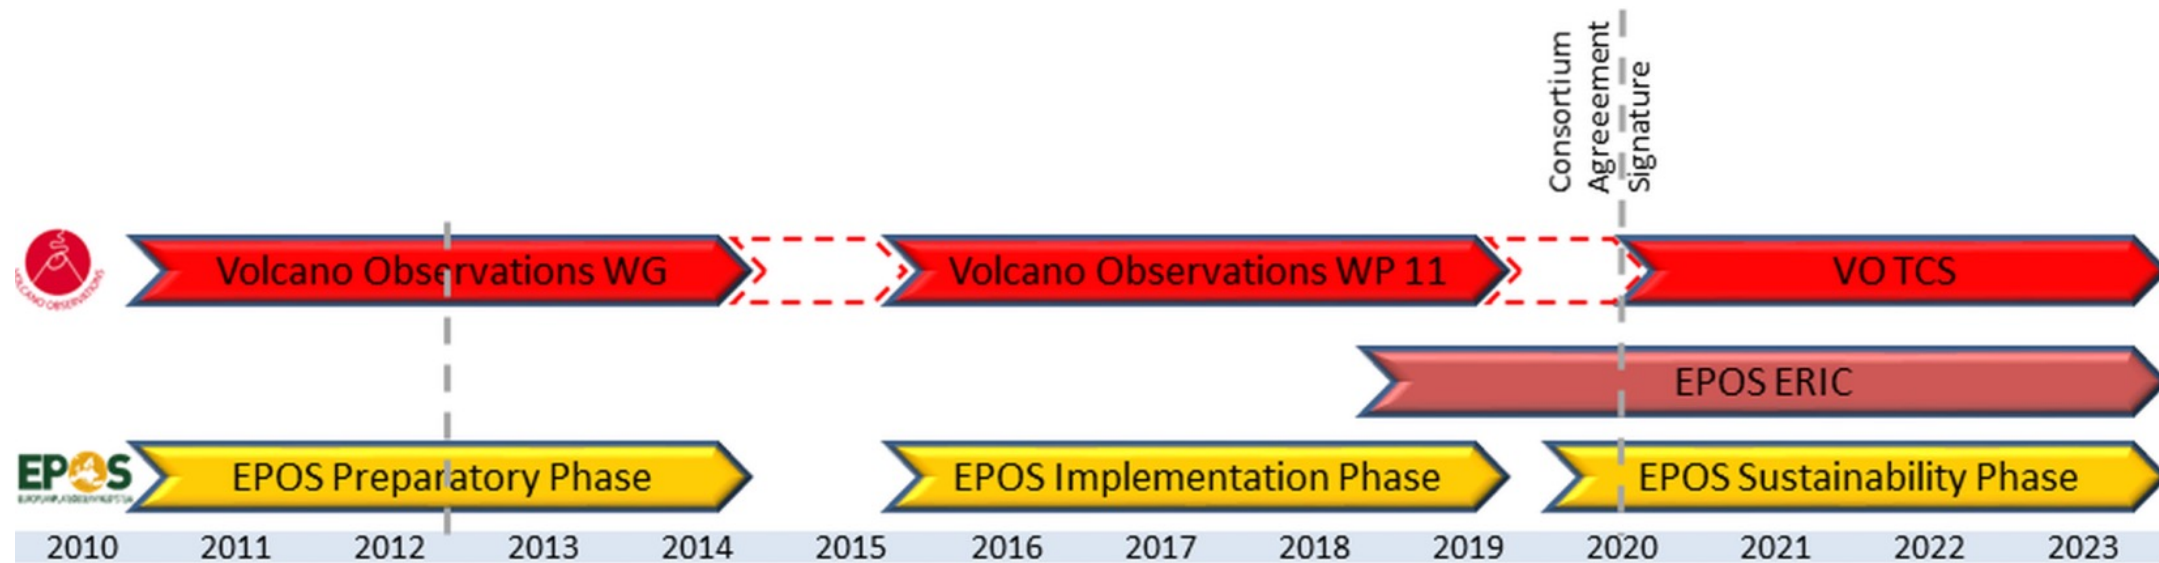 Consortium
Agreeement
Signature
VOLCANO OBSERVATIONS
Volcano Observations WG
Volcano Observations WP 11
VO TCS
EPOS ERIC
EPOS
EPOS Preparatory Phase
EPOS Implementation Phase
EPOS Sustainability Phase
2010 2011 2012 2013 2014 2015 2016 2017 2018 2019 2020 2021 2022 2023